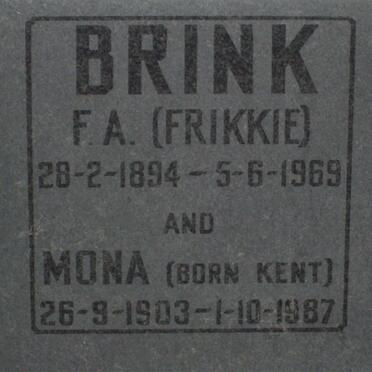 BRINK
F.A. (FRIKKIE)
28-2-1894 - 5-6-1969
AND
MONA (BORN KENT)
26-9-1903-1-10-1987